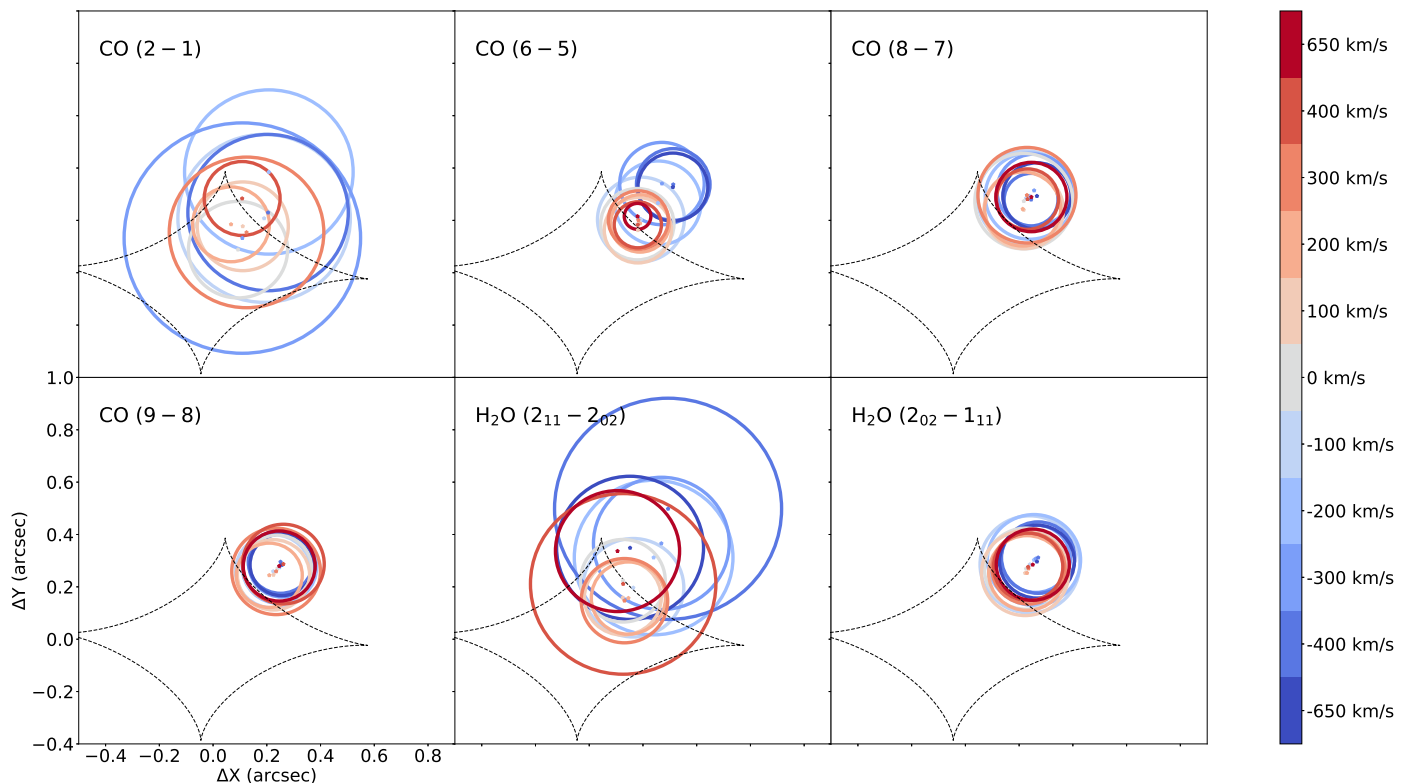 CO (2 − 1)
CO (6 − 5)
CO (8 − 7)
CO (9 − 8)
H₂O (2₁₁ − 2₀₂)
H₂O (2₀₂ − 1₁₁)
1.0
0.8
0.6
0.4
0.2
0.0
−0.2
−0.4
ΔY (arcsec)
−0.4
−0.2
0.0
0.2
0.4
0.6
0.8
ΔX (arcsec)
650 km/s
400 km/s
300 km/s
200 km/s
100 km/s
0 km/s
-100 km/s
-200 km/s
-300 km/s
-400 km/s
-650 km/s